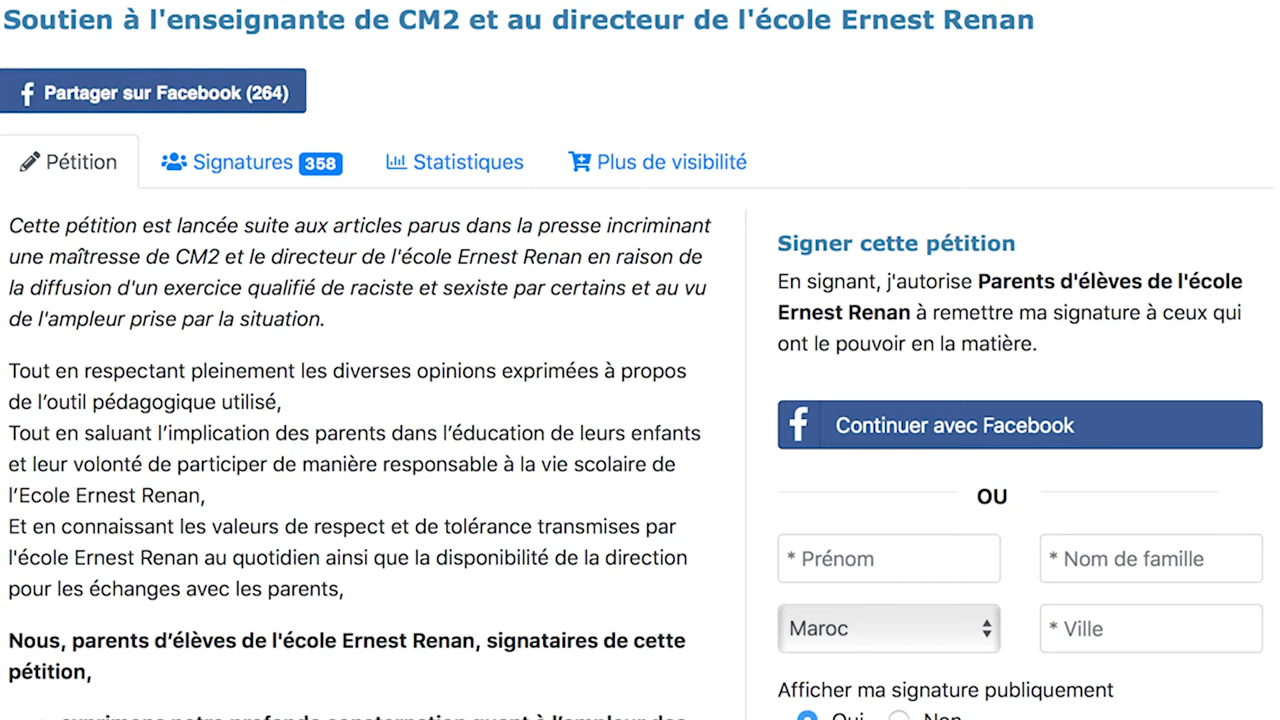 Soutien à l'enseignante de CM2 et au directeur de l'école Ernest Renan
Partager sur Facebook (264)
Pétition
Signatures 358
Statistiques
Plus de visibilité
Cette pétition est lancée suite aux articles parus dans la presse incriminant
une maîtresse de CM2 et le directeur de l'école Ernest Renan en raison de
la diffusion d'un exercice qualifié de raciste et sexiste par certains et au vu
de l'ampleur prise par la situation.
Tout en respectant pleinement les diverses opinions exprimées à propos
de l’outil pédagogique utilisé,
Tout en saluant l’implication des parents dans l’éducation de leurs enfants
et leur volonté de participer de manière responsable à la vie scolaire de
l’Ecole Ernest Renan,
Et en connaissant les valeurs de respect et de tolérance transmises par
l'école Ernest Renan au quotidien ainsi que la disponibilité de la direction
pour les échanges avec les parents,
Nous, parents d’élèves de l'école Ernest Renan, signataires de cette
pétition,
exprimons notre profonde consternation quant à l’ampleur des
Signer cette pétition
En signant, j'autorise Parents d'élèves de l'école
Ernest Renan à remettre ma signature à ceux qui
ont le pouvoir en la matière.
Continuer avec Facebook
OU
* Prénom
* Nom de famille
Maroc
* Ville
Afficher ma signature publiquement
Oui Non